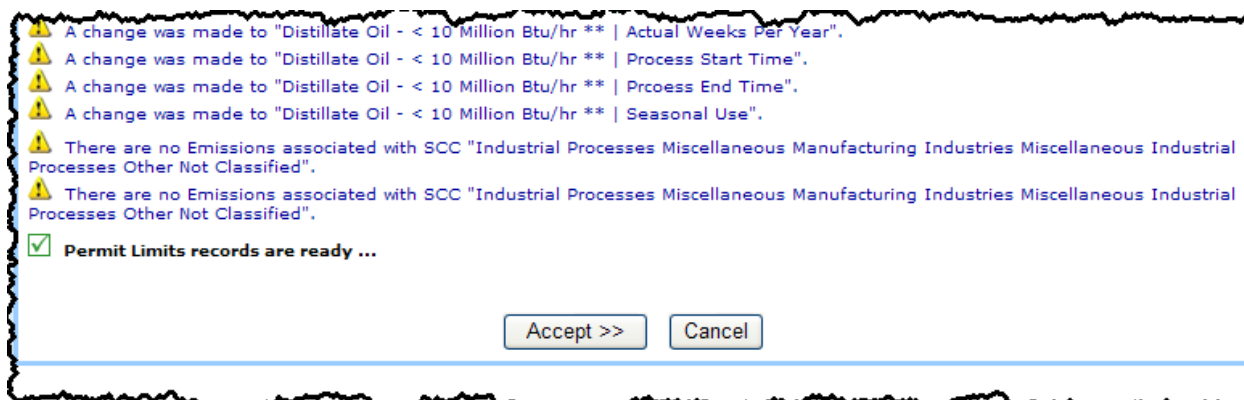 A change was made to "Distillate Oil - < 10 Million Btu/hr ** | Actual Weeks Per Year".
A change was made to "Distillate Oil - < 10 Million Btu/hr ** | Process Start Time".
A change was made to "Distillate Oil - < 10 Million Btu/hr ** | Prcoess End Time".
A change was made to "Distillate Oil - < 10 Million Btu/hr ** | Seasonal Use".
There are no Emissions associated with SCC "Industrial Processes Miscellaneous Manufacturing Industries Miscellaneous Industrial
Processes Other Not Classified".
There are no Emissions associated with SCC "Industrial Processes Miscellaneous Manufacturing Industries Miscellaneous Industrial
Processes Other Not Classified".
Permit Limits records are ready ...
Accept >> Cancel